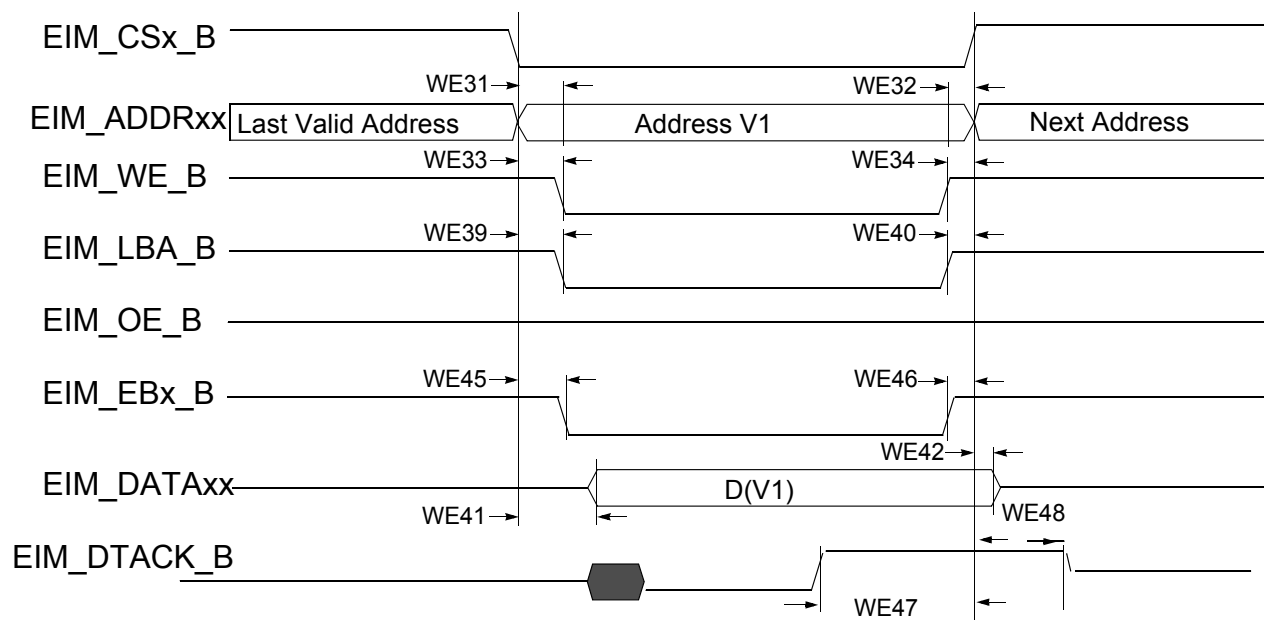 EIM_CSx_B
WE31
WE32
EIM_ADDRxx
Last Valid Address
Address V1
Next Address
WE33
WE34
EIM_WE_B
WE39
WE40
EIM_LBA_B
EIM_OE_B
WE45
WE46
EIM_EBx_B
WE42
EIM_DATAxx
D(V1)
WE41
WE48
EIM_DTACK_B
WE47